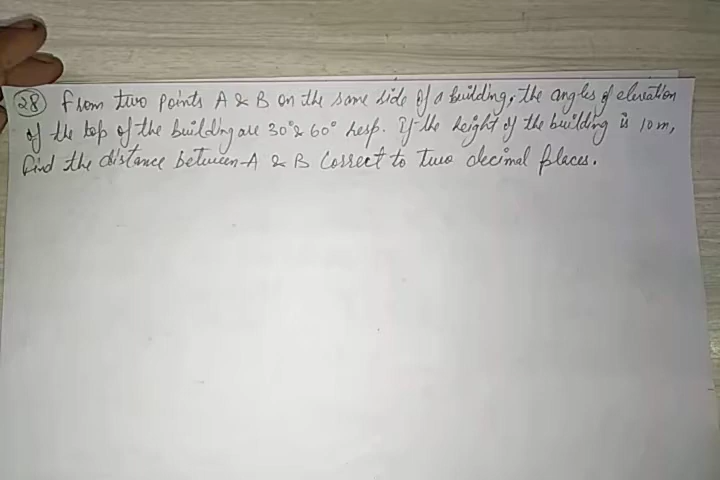 28 From two points A & B on the same side of a building, the angles of elevation
of the top of the building are 30° & 60° resp. If the height of the building is 10m,
find the distance between A & B Correct to two decimal places.